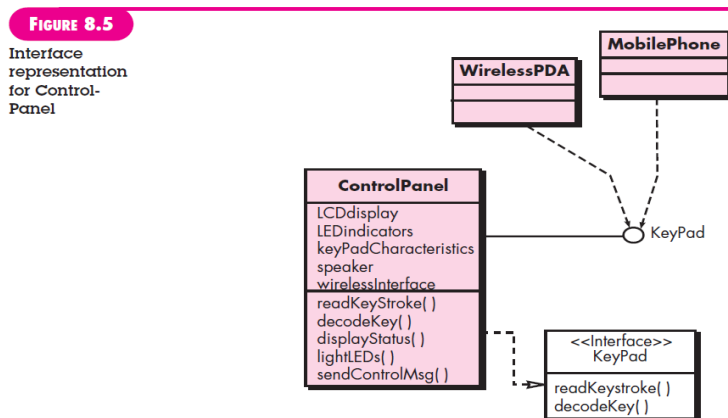 FIGURE 8.5
Interface
representation
for Control-
Panel
WirelessPDA
MobilePhone
ControlPanel
LCDdisplay
LEDindicators
keyPadCharacteristics
speaker
wirelessInterface
readKeyStroke( )
decodeKey( )
displayStatus( )
lightLEDs( )
sendControlMsg( )
KeyPad
<<Interface>>
KeyPad
readKeystroke( )
decodeKey( )